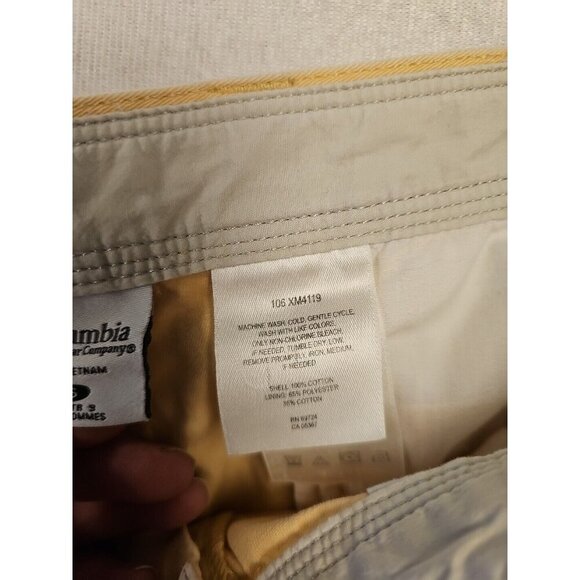 106 XM4119
MACHINE WASH, COLD, GENTLE CYCLE,
WASH WITH LIKE COLORS,
ONLY NON-CHLORINE BLEACH,
IF NEEDED, TUMBLE DRY, LOW,
REMOVE PROMPTLY, IRON, MEDIUM,
IF NEEDED
SHELL 100% COTTON
LINING: 65% POLYESTER
35% COTTON
RN 69724
CA 05367
umbia
ear Company®
ETNAM
OMMES